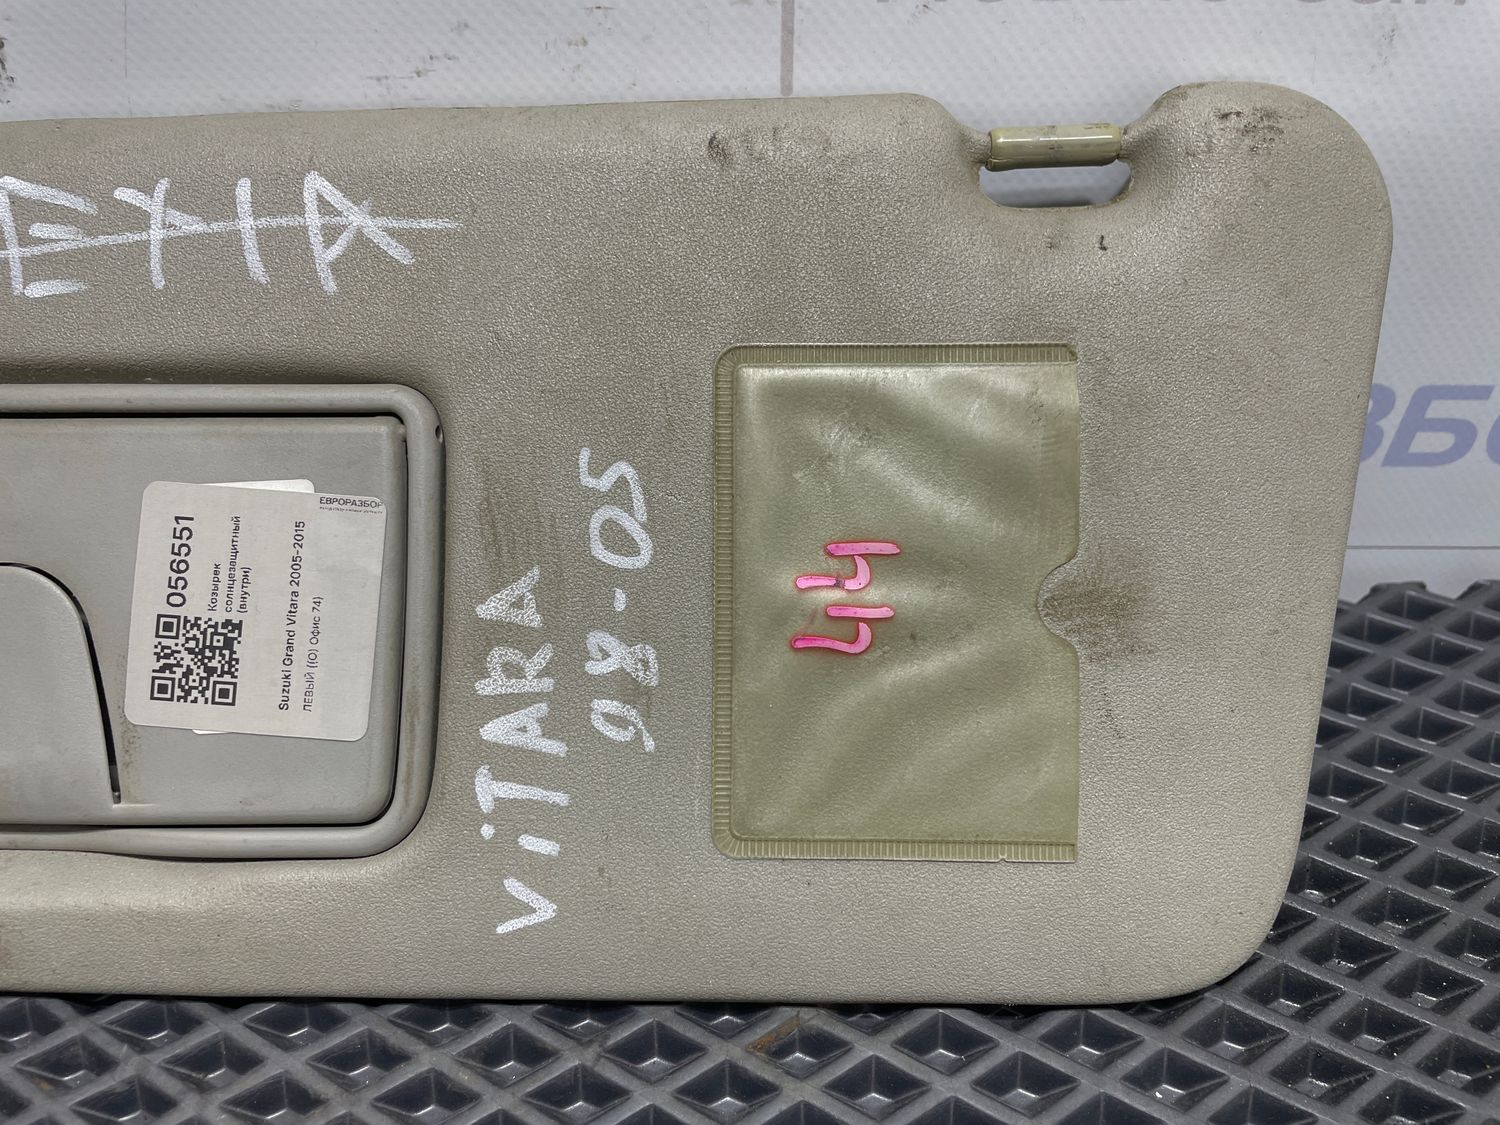 EXIA
VITARA
98-05
44
ЕВРОРАЗБОР
056551
Козырек
солнцезащитный
(внутри)
Suzuki Grand Vitara 2005-2015
ЛЕВЫЙ ((О) Офис 74)